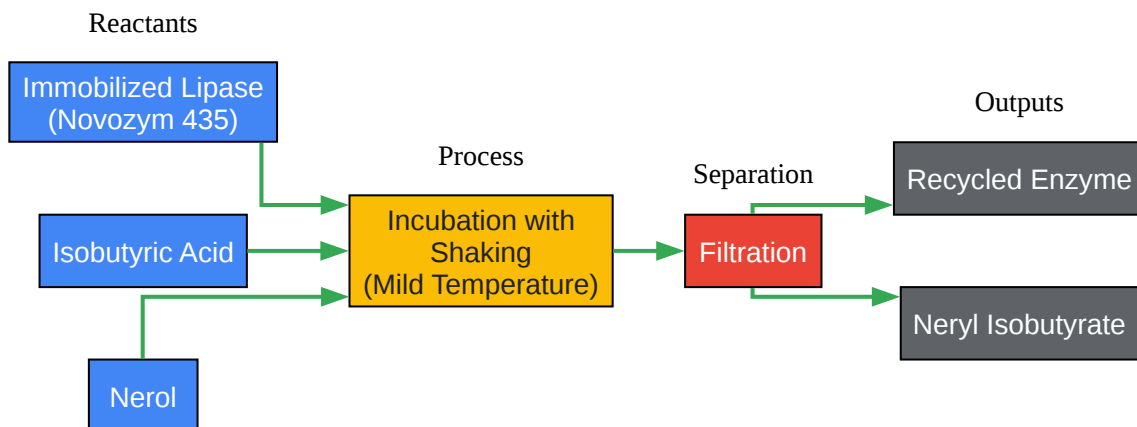 Reactants
Immobilized Lipase
(Novozym 435)
Isobutyric Acid
Nerol
Process
Incubation with
Shaking
(Mild Temperature)
Separation
Filtration
Outputs
Recycled Enzyme
Neryl Isobutyrate